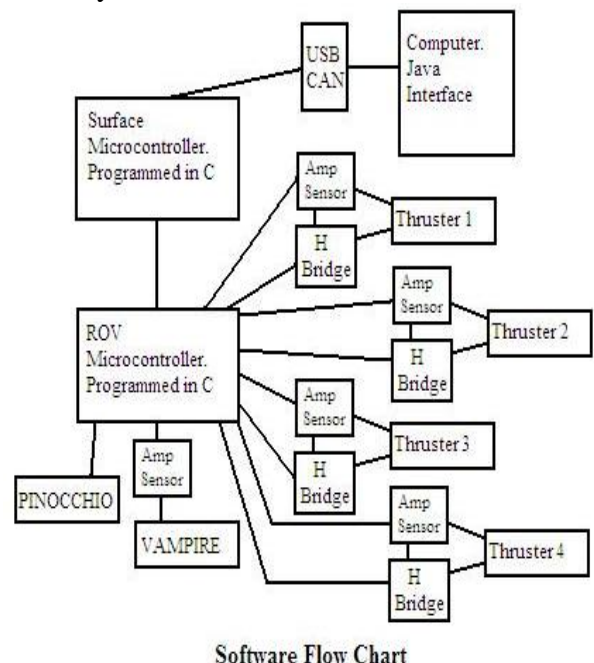 USB
CAN
Computer.
Java
Interface
Surface
Microcontroller.
Programmed in C
Amp
Sensor
H
Bridge
Thruster 1
ROV
Microcontroller.
Programmed in C
Amp
Sensor
H
Bridge
Thruster 2
Amp
Sensor
H
Bridge
Thruster 3
Amp
Sensor
PINOCCHIO
VAMPIRE
Amp
Sensor
H
Bridge
Thruster 4
Software Flow Chart